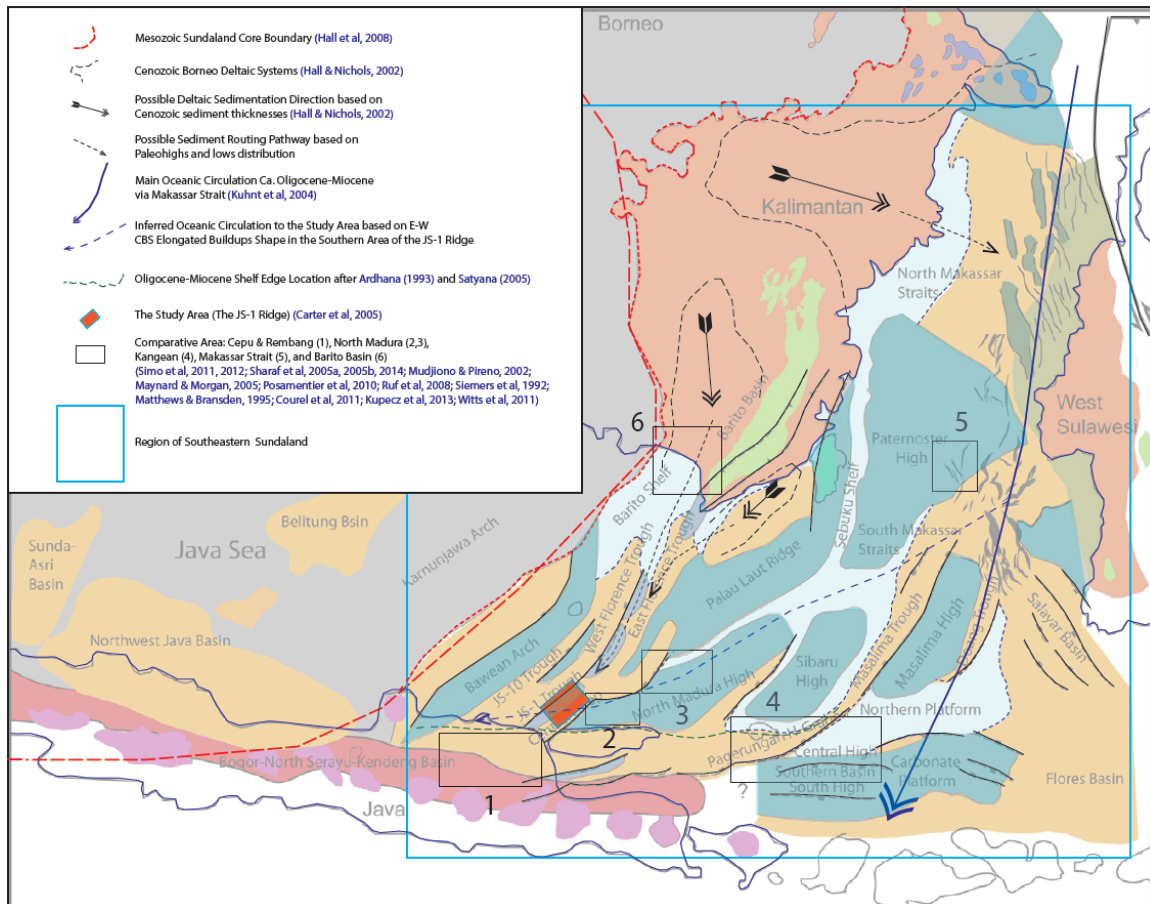 Mesozoic Sundaland Core Boundary (Hall et al, 2008)
Cenozoic Borneo Deltaic Systems (Hall & Nichols, 2002)
Possible Deltaic Sedimentation Direction based on
Cenozoic sediment thicknesses (Hall & Nichols, 2002)
Possible Sediment Routing Pathway based on
Paleohighs and lows distribution
Main Oceanic Circulation Ca. Oligocene-Miocene
via Makassar Strait (Kuhnt et al, 2004)
Inferred Oceanic Circulation to the Study Area based on E-W
CBS Elongated Buildups Shape in the Southern Area of the JS-1 Ridge
Oligocene-Miocene Shelf Edge Location after Ardhana (1993) and Satyana (2005)
The Study Area (The JS-1 Ridge) (Carter et al, 2005)
Comparative Area: Cepu & Rembang (1), North Madura (2,3),
Kangean (4), Makassar Strait (5), and Barito Basin (6)
(Simo et al, 2011, 2012; Sharaf et al, 2005a, 2005b, 2014; Mudjiono & Pireno, 2002;
Maynard & Morgan, 2005; Posamentier et al, 2010; Ruf et al, 2008; Siemers et al, 1992;
Matthews & Bransden, 1995; Courel et al, 2011; Kupecz et al, 2013; Witts et al, 2011)
Region of Southeastern Sundaland
Borneo
Kalimantan
North Makassar
Straits
West
Sulawesi
Barito Basin
6
5
Paternoster
High
Barito Shelf
Sebuku Shelf
South Makassar
Straits
Belitung Bsin
Java Sea
Sunda-
Asri
Basin
Karnunjawa Arch
West Florence Trough
East Florence Trough
Palau Laut Ridge
Northwest Java Basin
Bawean Arch
JS-10 Trough
JS-1 Trough
Masalima Trough
Masalima High
Salayar Basin
Sibaru
High
North Madura High
3
4
2
Northern Platform
Central High
Carbonate
Platform
Southern Basin
South High
Flores Basin
Bogor-North Serayu-Kendeng Basin
Java
1
?